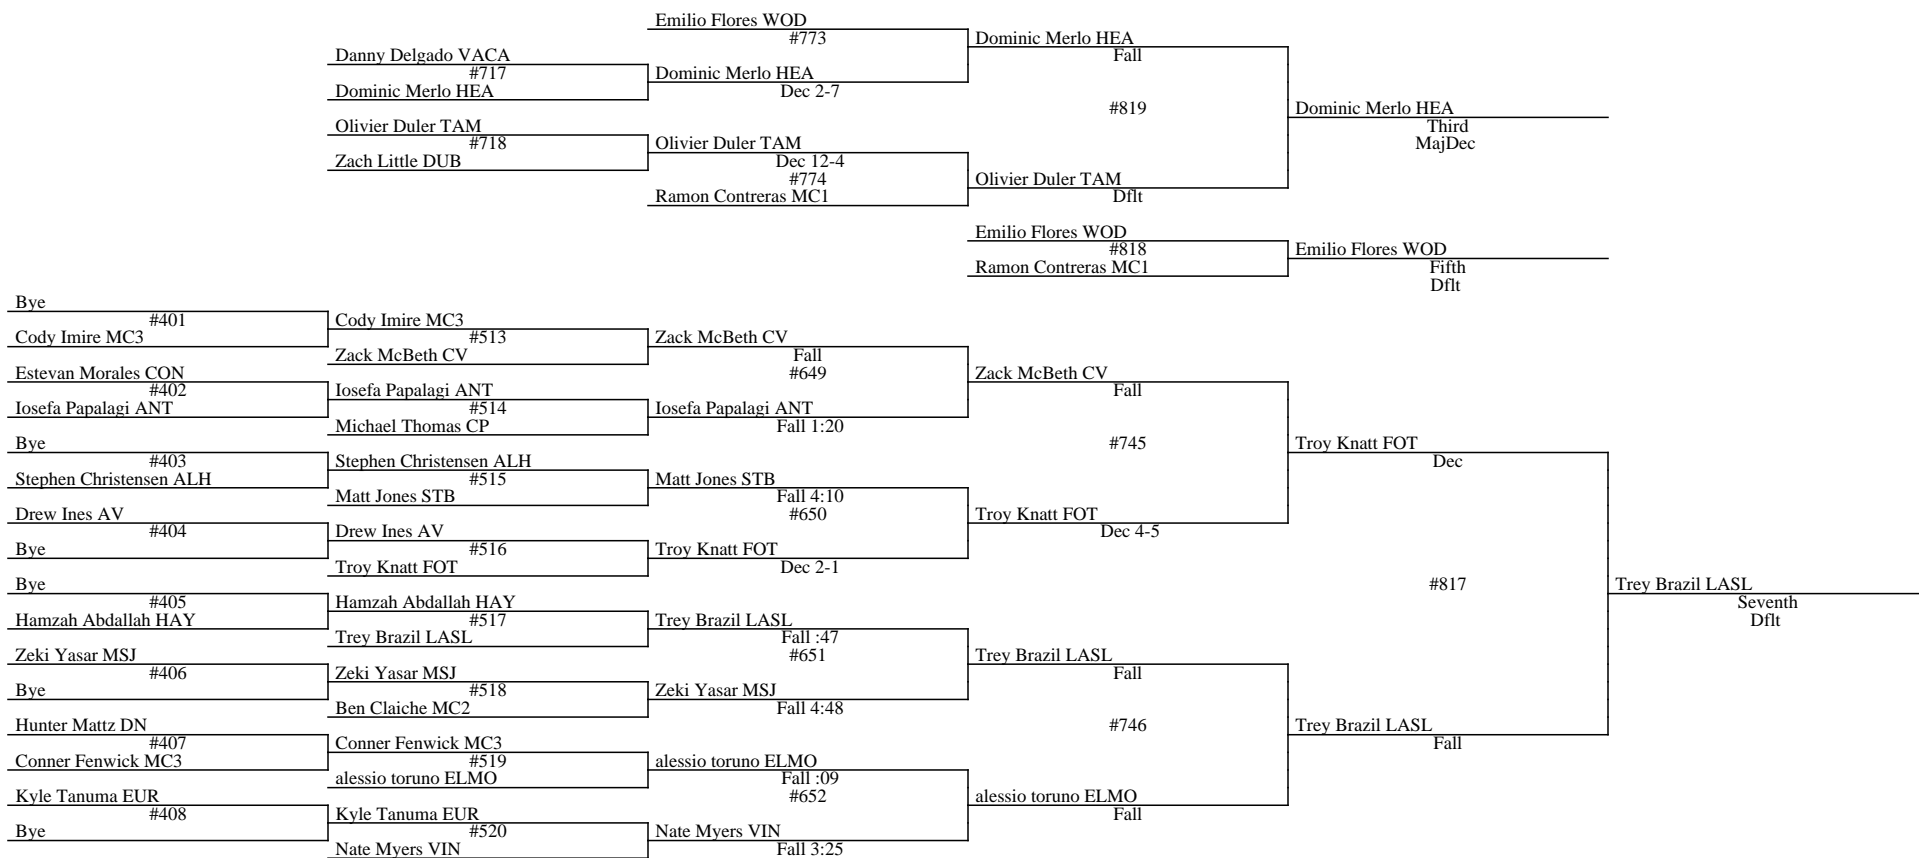 Emilio Flores WOD
#773
Dominic Merlo HEA
Fall
Danny Delgado VACA
#717
Dominic Merlo HEA
Dec 2-7
Dominic Merlo HEA
#819
Dominic Merlo HEA
Third
MajDec
Olivier Duler TAM
#718
Olivier Duler TAM
Dec 12-4
Zach Little DUB
#774
Olivier Duler TAM
Dflt
Ramon Contreras MC1
Emilio Flores WOD
#818
Emilio Flores WOD
Ramon Contreras MC1
Fifth
Dflt
Bye
#401
Cody Imire MC3
Cody Imire MC3
#513
Zack McBeth CV
Zack McBeth CV
Fall
#649
Estevan Morales CON
#402
Iosefa Papalagi ANT
Iosefa Papalagi ANT
#514
Michael Thomas CP
Iosefa Papalagi ANT
Fall 1:20
Zack McBeth CV
Fall
#745
Bye
#403
Stephen Christensen ALH
Stephen Christensen ALH
#515
Matt Jones STB
Matt Jones STB
Fall 4:10
#650
Drew Ines AV
#404
Bye
Drew Ines AV
#516
Troy Knatt FOT
Troy Knatt FOT
Dec 2-1
Troy Knatt FOT
Dec 4-5
Troy Knatt FOT
Dec
#817
Trey Brazil LASL
Seventh
Dflt
Bye
#405
Hamzah Abdallah HAY
Hamzah Abdallah HAY
#517
Trey Brazil LASL
Trey Brazil LASL
Fall :47
#651
Zeki Yasar MSJ
#406
Bye
Zeki Yasar MSJ
#518
Ben Claiche MC2
Zeki Yasar MSJ
Fall 4:48
Trey Brazil LASL
Fall
#746
Trey Brazil LASL
Fall
Hunter Mattz DN
#407
Conner Fenwick MC3
Conner Fenwick MC3
#519
alessio toruno ELMO
alessio toruno ELMO
Fall :09
#652
Kyle Tanuma EUR
#408
Bye
Kyle Tanuma EUR
#520
Nate Myers VIN
Nate Myers VIN
Fall 3:25
alessio toruno ELMO
Fall